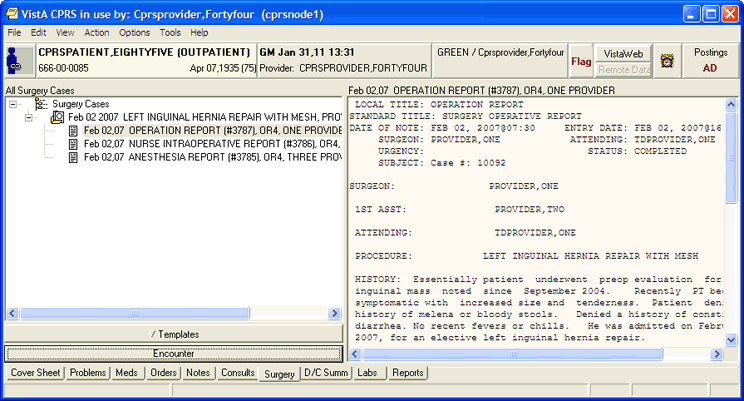 VistA CPRS in use by: Cprsprovider,Fortyfour (cprsnode1)
File Edit View Action Options Tools Help
CPRSPATIENT,EIGHTYFIVE (OUTPATIENT)
666-00-0085 Apr 07,1935 (75)
GM Jan 31,11 13:31
Provider: CPRSPROVIDER,FORTYFOUR
GREEN / Cprsprovider,Fortyfour
Flag
VistaWeb
Remote Data
Postings
AD
All Surgery Cases
Surgery Cases
Feb 02 2007 LEFT INGUINAL HERNIA REPAIR WITH MESH, PRO
Feb 02,07 OPERATION REPORT (#3787), OR4, ONE PROVIDE
Feb 02,07 NURSE INTRAOPERATIVE REPORT (#3786), OR4,
Feb 02,07 ANESTHESIA REPORT (#3785), OR4, THREE PRO
/ Templates
Encounter
Feb 02,07 OPERATION REPORT (#3787), OR4, ONE PROVIDER
LOCAL TITLE: OPERATION REPORT
STANDARD TITLE: SURGERY OPERATIVE REPORT
DATE OF NOTE: FEB 02, 2007@07:30 ENTRY DATE: FEB 02, 2007@16
SURGEON: PROVIDER,ONE ATTENDING: TDPROVIDER,ONE
URGENCY: STATUS: COMPLETED
SUBJECT: Case #: 10092
SURGEON: PROVIDER,ONE
1ST ASST: PROVIDER,TWO
ATTENDING: TDPROVIDER,ONE
PROCEDURE: LEFT INGUINAL HERNIA REPAIR WITH MESH
HISTORY: Essentially patient underwent preop evaluation for
inguinal mass noted since September 2004. Recently PT bec
symptomatic with increased size and tenderness. Patient den
history of melena or bloody stools. Denied a history of const
diarrhea. No recent fevers or chills. He was admitted on Febr
2007, for an elective left inguinal hernia repair.
Cover Sheet Problems Meds Orders Notes Consults Surgery D/C Summ Labs Reports